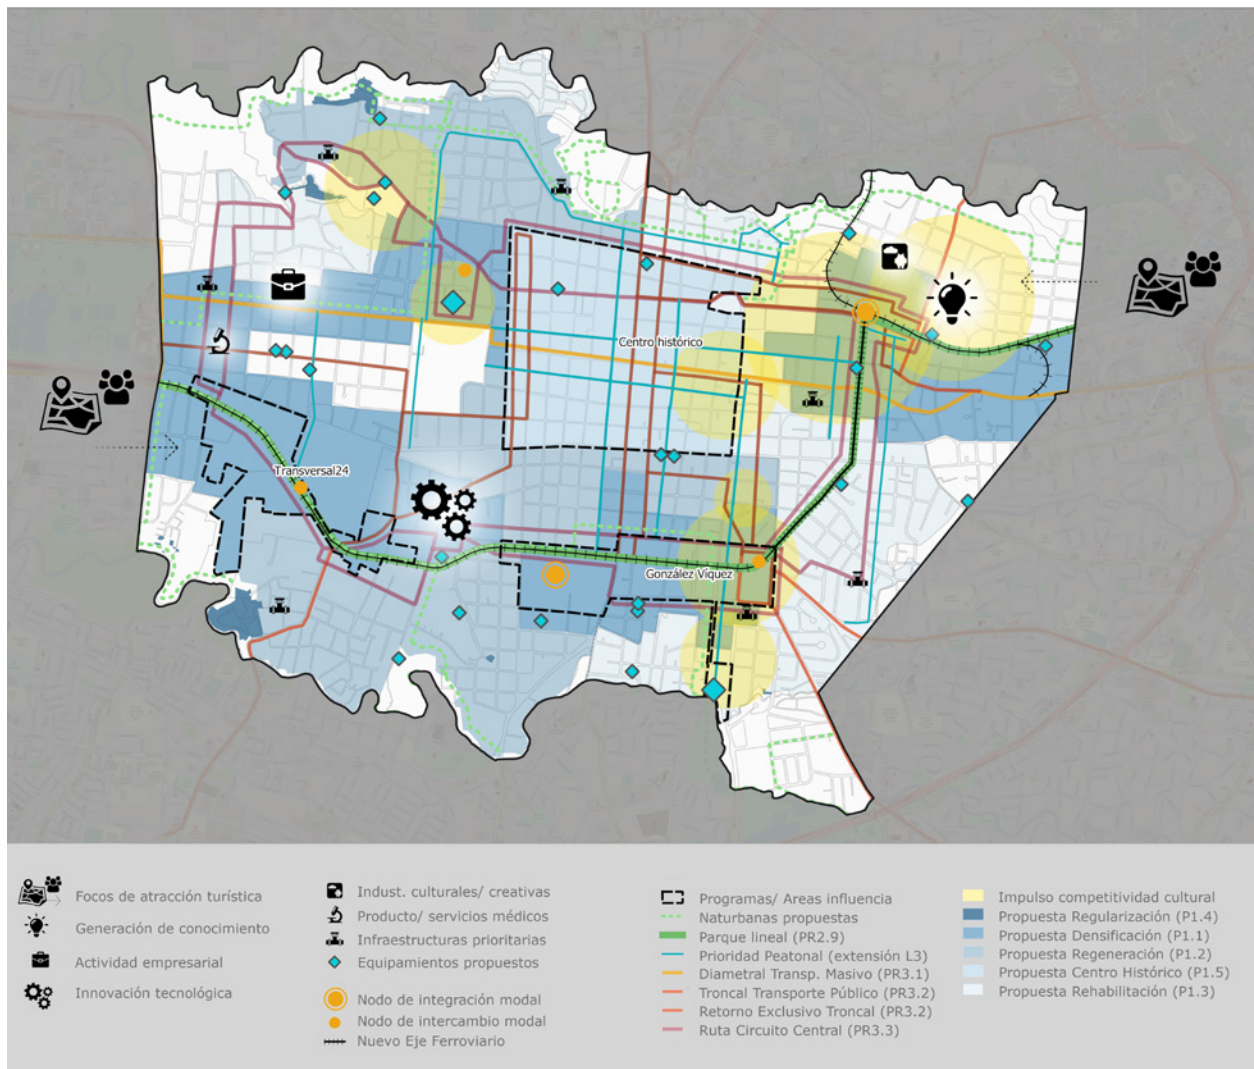 Centro histórico
Transversal24
González Víquez
Focos de atracción turística
Generación de conocimiento
Actividad empresarial
Innovación tecnológica
Indust. culturales/ creativas
Producto/ servicios médicos
Infraestructuras prioritarias
Equipamientos propuestos
Nodo de integración modal
Nodo de intercambio modal
Nuevo Eje Ferroviario
Programas/ Areas influencia
Naturbanas propuestas
Parque lineal (PR2.9)
Prioridad Peatonal (extensión L3)
Diametral Transp. Masivo (PR3.1)
Troncal Transporte Público (PR3.2)
Retorno Exclusivo Troncal (PR3.2)
Ruta Circuito Central (PR3.3)
Impulso competitividad cultural
Propuesta Regularización (P1.4)
Propuesta Densificación (P1.1)
Propuesta Regeneración (P1.2)
Propuesta Centro Histórico (P1.5)
Propuesta Rehabilitación (P1.3)